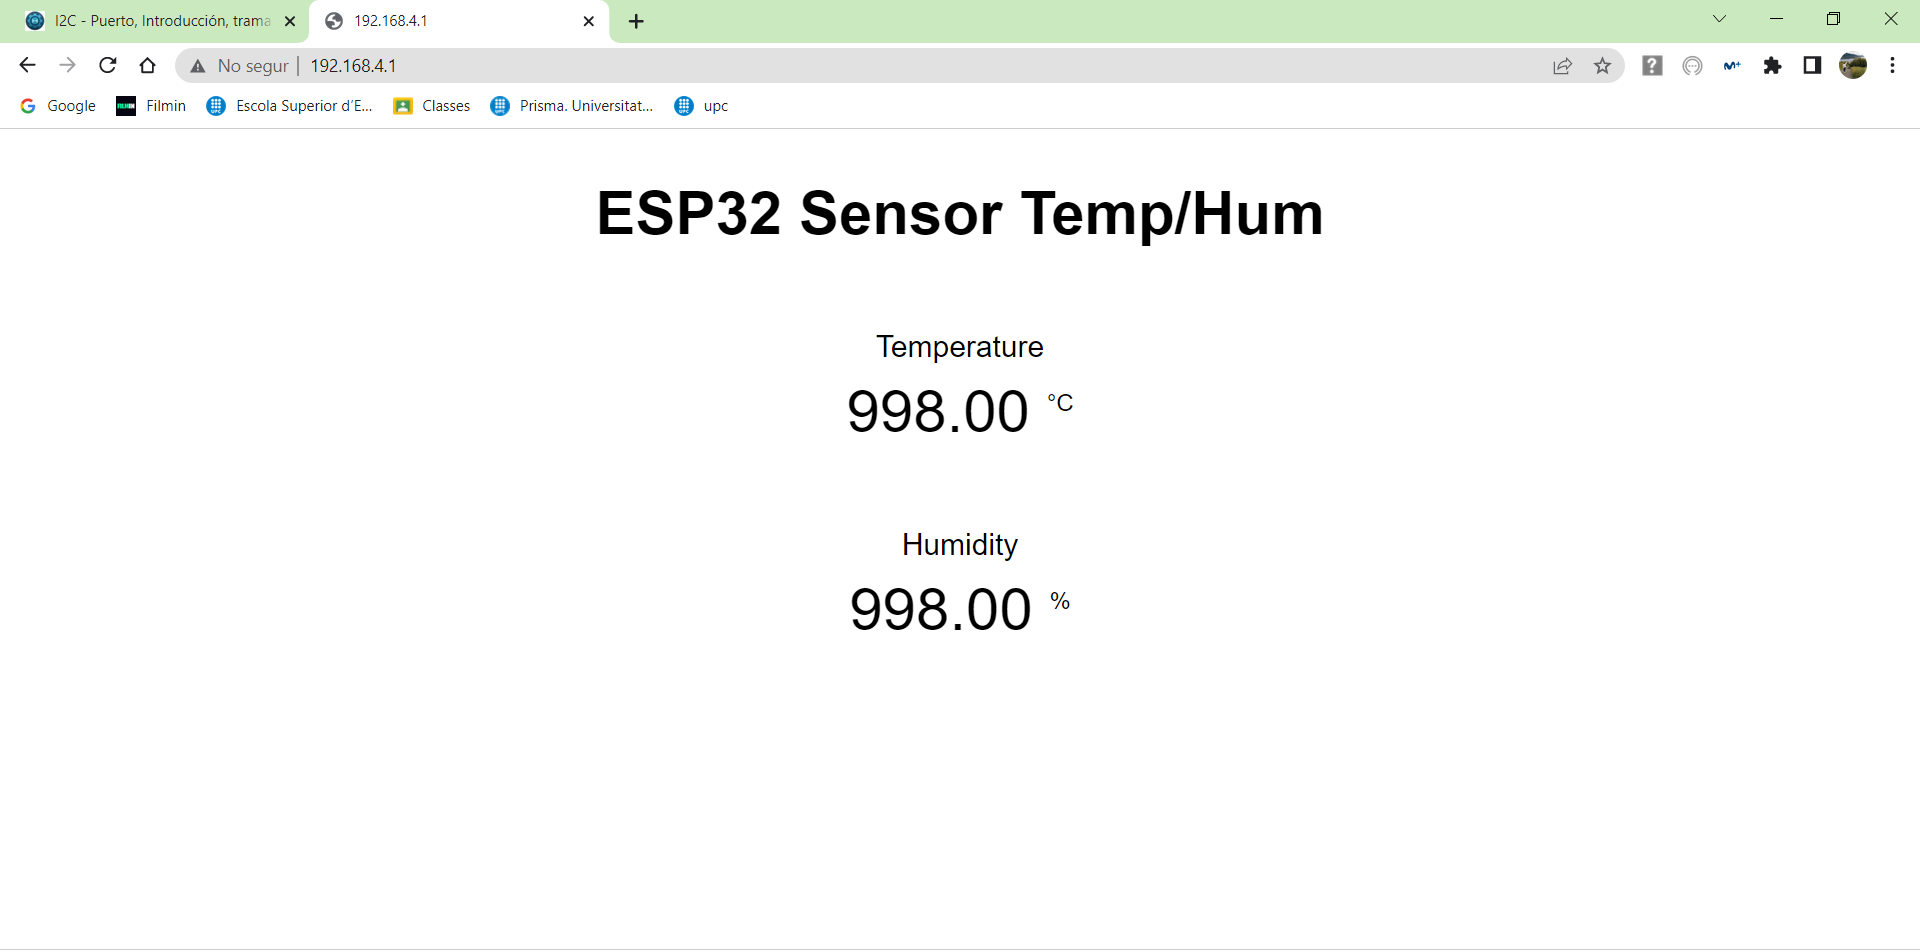 I2C - Puerto, Introducción, trama
192.168.4.1
No segur | 192.168.4.1
Google Filmin Escola Superior d'E... Classes Prisma. Universitat... upc
ESP32 Sensor Temp/Hum
Temperature
998.00 °C
Humidity
998.00 %